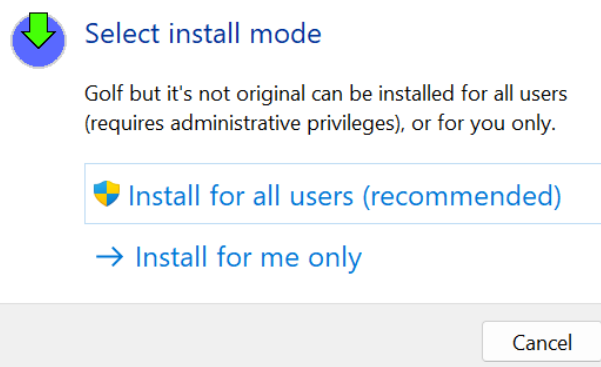 Select install mode
Golf but it's not original can be installed for all users
(requires administrative privileges), or for you only.
Install for all users (recommended)
Install for me only
Cancel